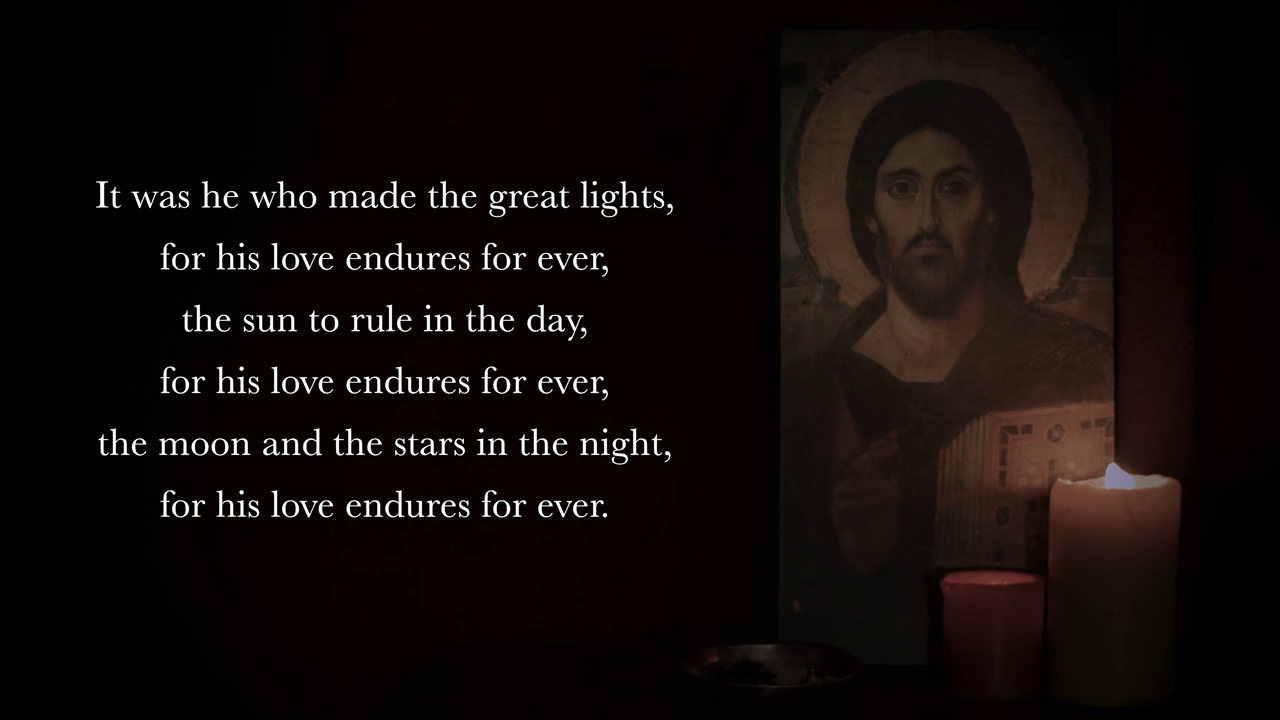 It was he who made the great lights,
for his love endures for ever,
the sun to rule in the day,
for his love endures for ever,
the moon and the stars in the night,
for his love endures for ever.